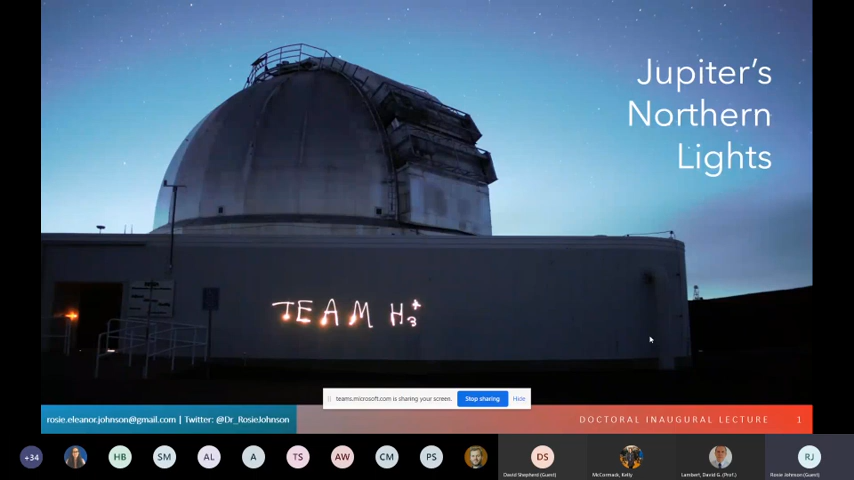 Jupiter's
Northern
Lights
TEAM H₃⁺
teams.microsoft.com is sharing your screen.
Stop sharing
Hide
rosie.eleanor.johnson@gmail.com | Twitter: @Dr_RosieJohnson
DOCTORAL INAUGURAL LECTURE
1
+34
HB
SM
AL
A
TS
AW
CM
PS
DS
RJ
David Shepherd (Guest)
McCormack, Kelly
Lambert, David G. (Prof.)
Rosie Johnson (Guest)